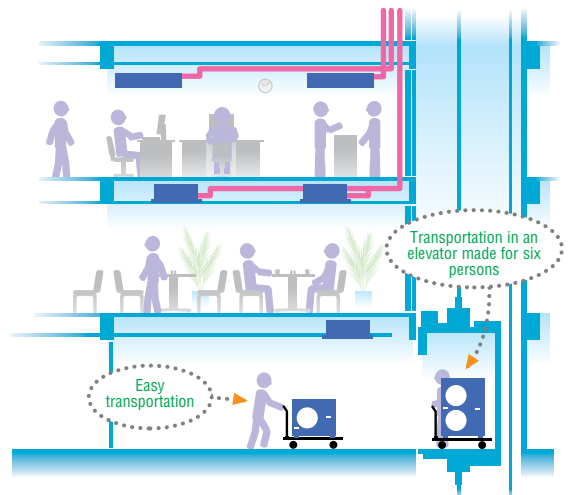 Transportation in an
elevator made for six
persons
Easy
transportation